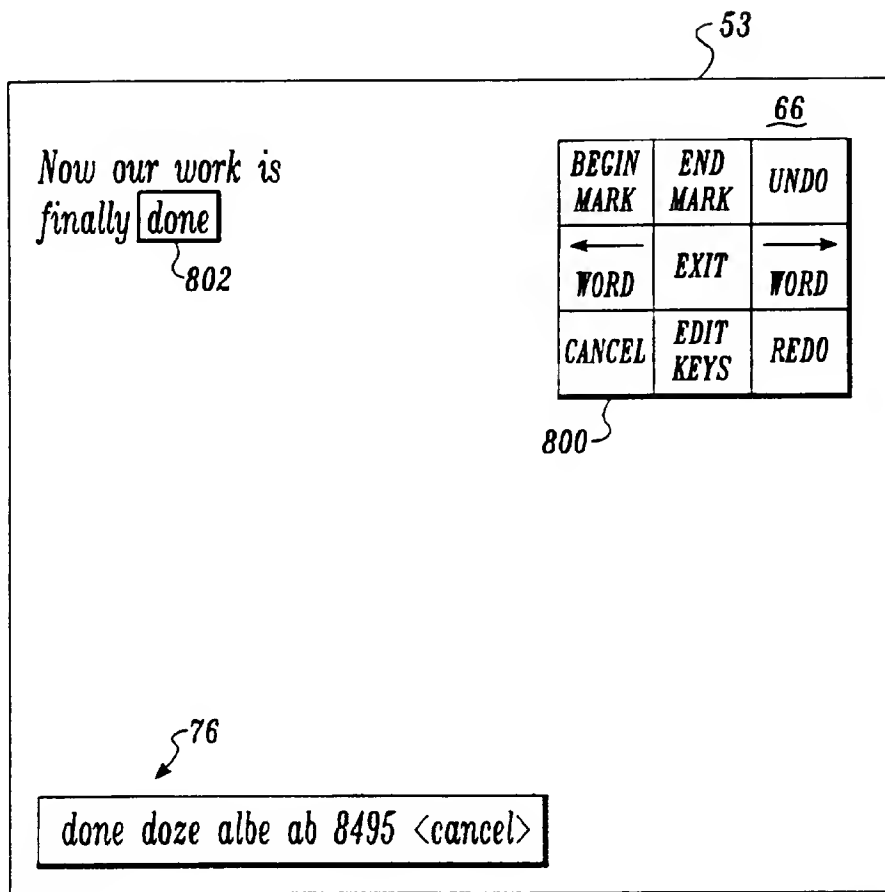 53
66
Now our work is
finally done
802
BEGIN MARK END MARK UNDO
← WORD EXIT → WORD
CANCEL EDIT KEYS REDO
800
76
done doze albe ab 8495 <cancel>